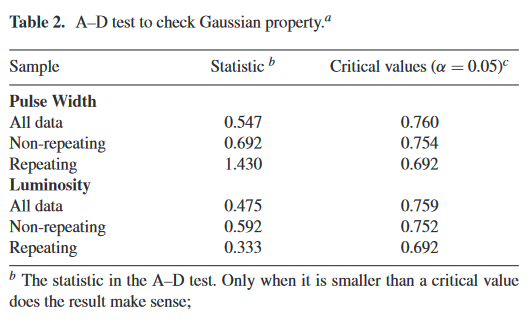 Table 2. A–D test to check Gaussian property.ᵃ
Sample Statistic ᵇ Critical values (α = 0.05)ᶜ
Pulse Width
All data 0.547 0.760
Non-repeating 0.692 0.754
Repeating 1.430 0.692
Luminosity
All data 0.475 0.759
Non-repeating 0.592 0.752
Repeating 0.333 0.692
ᵇ The statistic in the A–D test. Only when it is smaller than a critical value
does the result make sense;